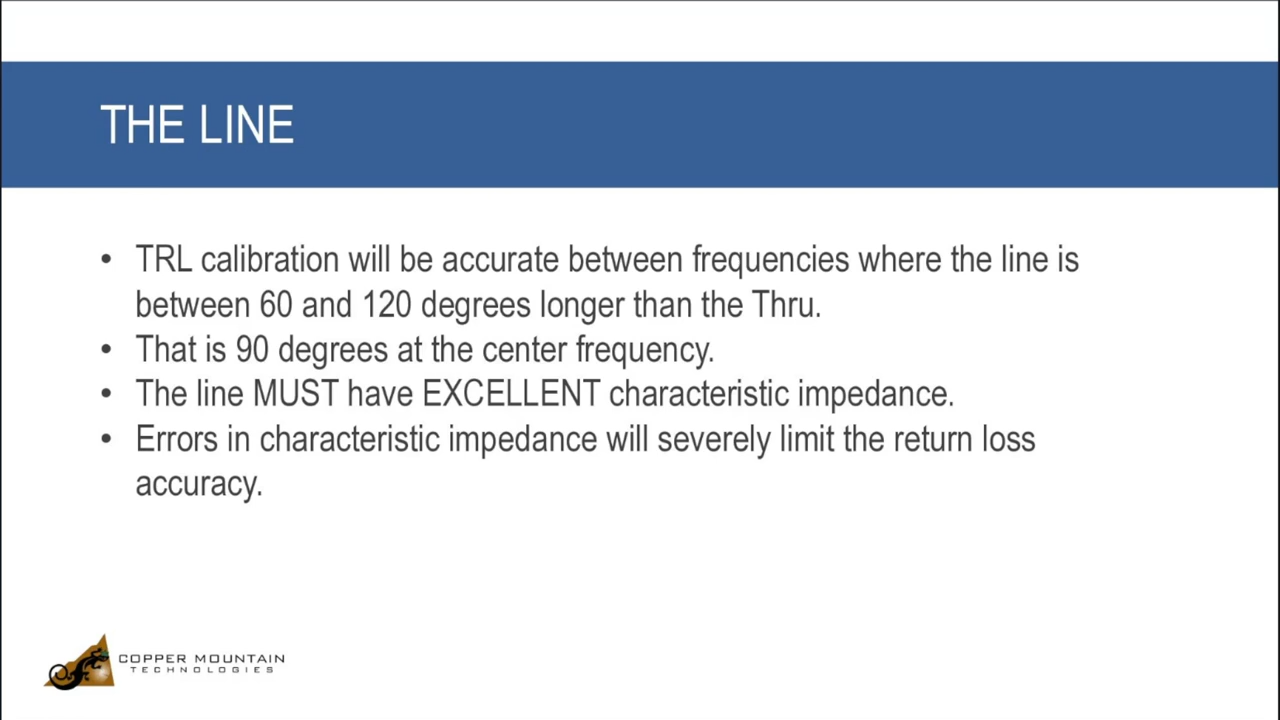 THE LINE
• TRL calibration will be accurate between frequencies where the line is
between 60 and 120 degrees longer than the Thru.
• That is 90 degrees at the center frequency.
• The line MUST have EXCELLENT characteristic impedance.
• Errors in characteristic impedance will severely limit the return loss
accuracy.
COPPER MOUNTAIN
TECHNOLOGIES